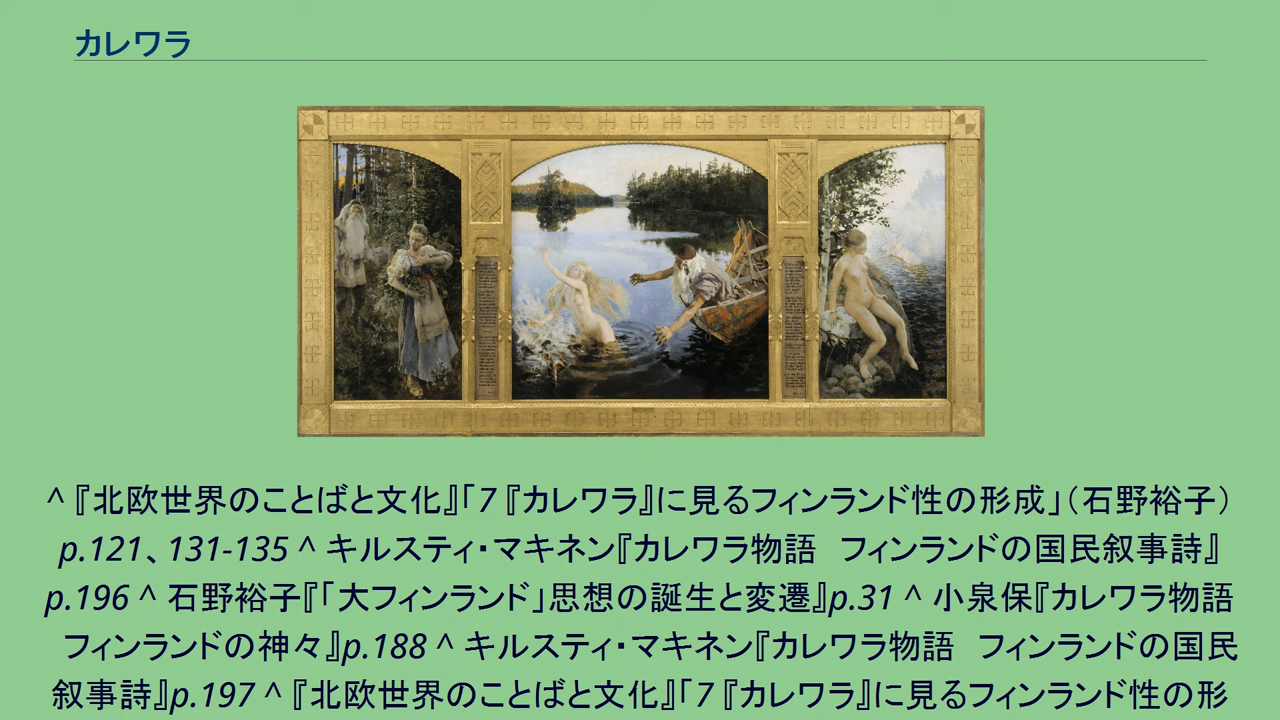 カレワラ
^ 『北欧世界のことばと文化』「7 『カレワラ』に見るフィンランド性の形成」（石野裕子）
p.121、131-135 ^ キルスティ・マキネン『カレワラ物語　フィンランドの国民叙事詩』
p.196 ^ 石野裕子『「大フィンランド」思想の誕生と変遷』p.31 ^ 小泉保『カレワラ物語
フィンランドの神々』p.188 ^ キルスティ・マキネン『カレワラ物語　フィンランドの国民
叙事詩』p.197 ^ 『北欧世界のことばと文化』「7 『カレワラ』に見るフィンランド性の形